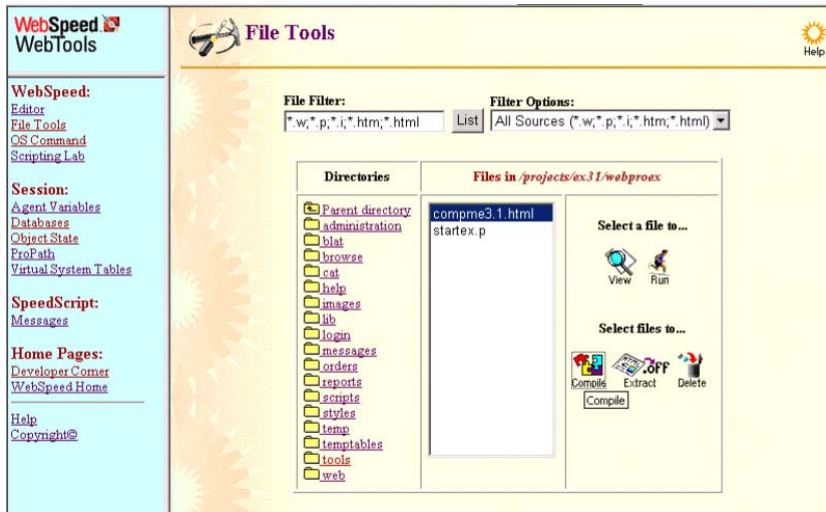 WebSpeed
WebTools
File Tools
Help
WebSpeed:
Editor
File Tools
OS Command
Scripting Lab
Session:
Agent Variables
Databases
Object State
ProPath
Virtual System Tables
SpeedScript:
Messages
Home Pages:
Developer Corner
WebSpeed Home
Help
Copyright©
File Filter:
*.w;*.p;*.i;*.htm;*.html
List
Filter Options:
All Sources (*.w;*.p;*.i;*.htm;*.html)
Directories
Parent directory
administration
blat
browse
cat
help
images
lib
login
messages
orders
reports
scripts
styles
temp
temptables
tools
web
Files in /projects/ex31/webproex
compme3.1.html
startex.p
Select a file to...
View Run
Select files to...
.off
Compile Extract Delete
Compile